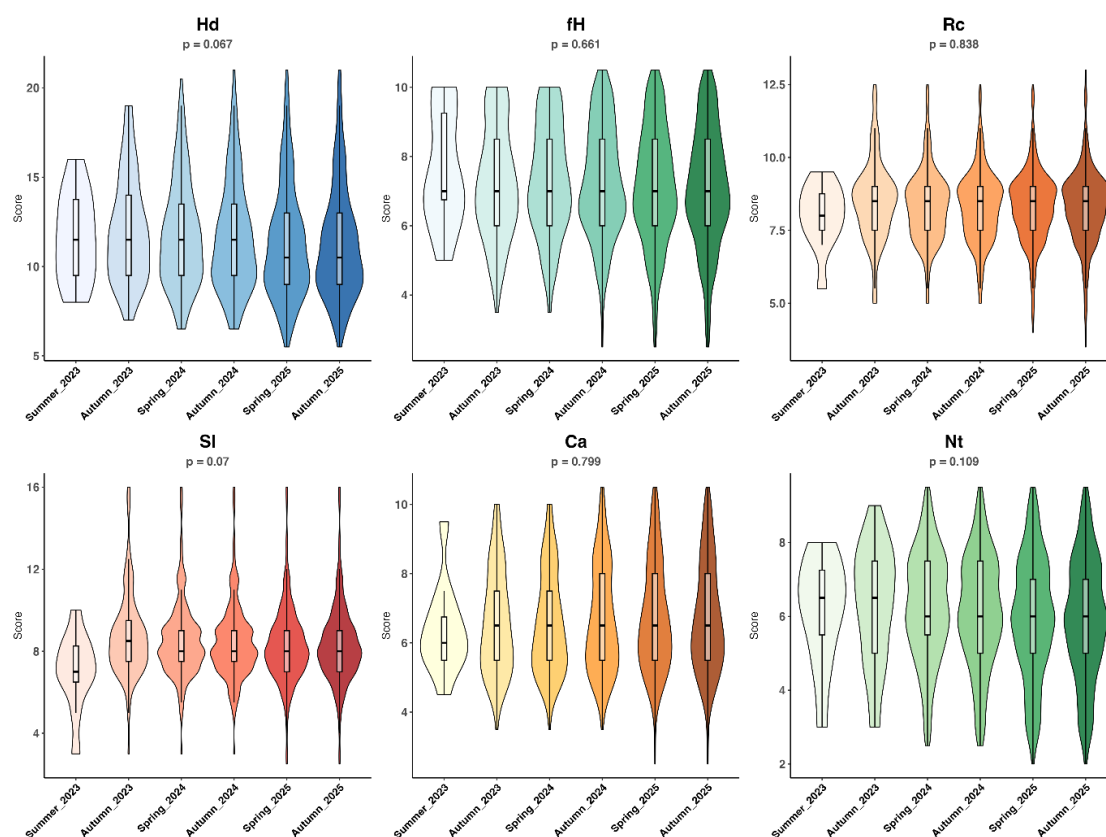 Hd
p = 0.067
Score
20
15
10
5
Summer_2023
Autumn_2023
Spring_2024
Autumn_2024
Spring_2025
Autumn_2025
fH
p = 0.661
Score
10
8
6
4
Summer_2023
Autumn_2023
Spring_2024
Autumn_2024
Spring_2025
Autumn_2025
Rc
p = 0.838
Score
12.5
10.0
7.5
5.0
Summer_2023
Autumn_2023
Spring_2024
Autumn_2024
Spring_2025
Autumn_2025
SI
p = 0.07
Score
16
12
8
4
Summer_2023
Autumn_2023
Spring_2024
Autumn_2024
Spring_2025
Autumn_2025
Ca
p = 0.799
Score
10
8
6
4
Summer_2023
Autumn_2023
Spring_2024
Autumn_2024
Spring_2025
Autumn_2025
Nt
p = 0.109
Score
8
6
4
2
Summer_2023
Autumn_2023
Spring_2024
Autumn_2024
Spring_2025
Autumn_2025